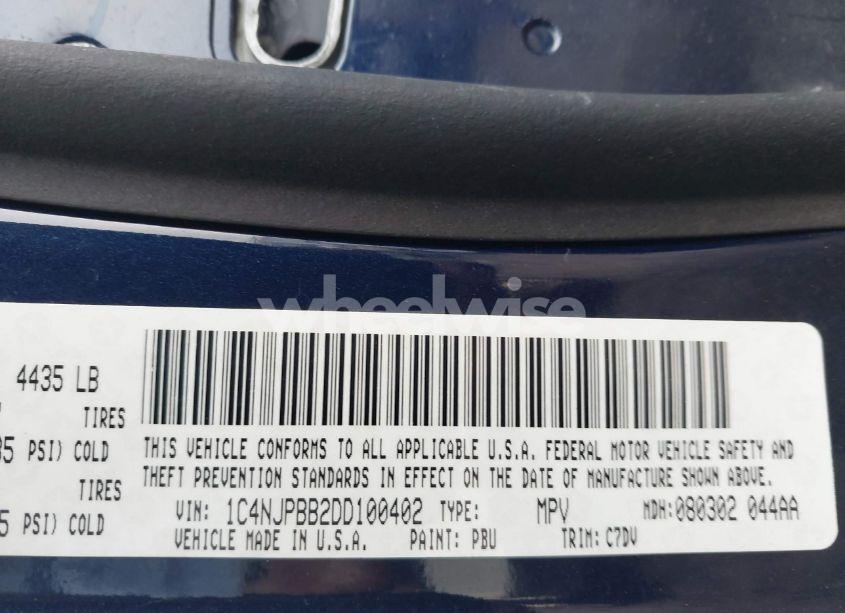 wheelwise
4435 LB
TIRES
35 PSI) COLD
TIRES
5 PSI) COLD
THIS VEHICLE CONFORMS TO ALL APPLICABLE U.S.A. FEDERAL MOTOR VEHICLE SAFETY AND
THEFT PREVENTION STANDARDS IN EFFECT ON THE DATE OF MANUFACTURE SHOWN ABOVE.
VIN: 1C4NJPBB2DD100402 TYPE: MPV MDH:080302 044AA
VEHICLE MADE IN U.S.A. PAINT: PBU TRIM: C7DV